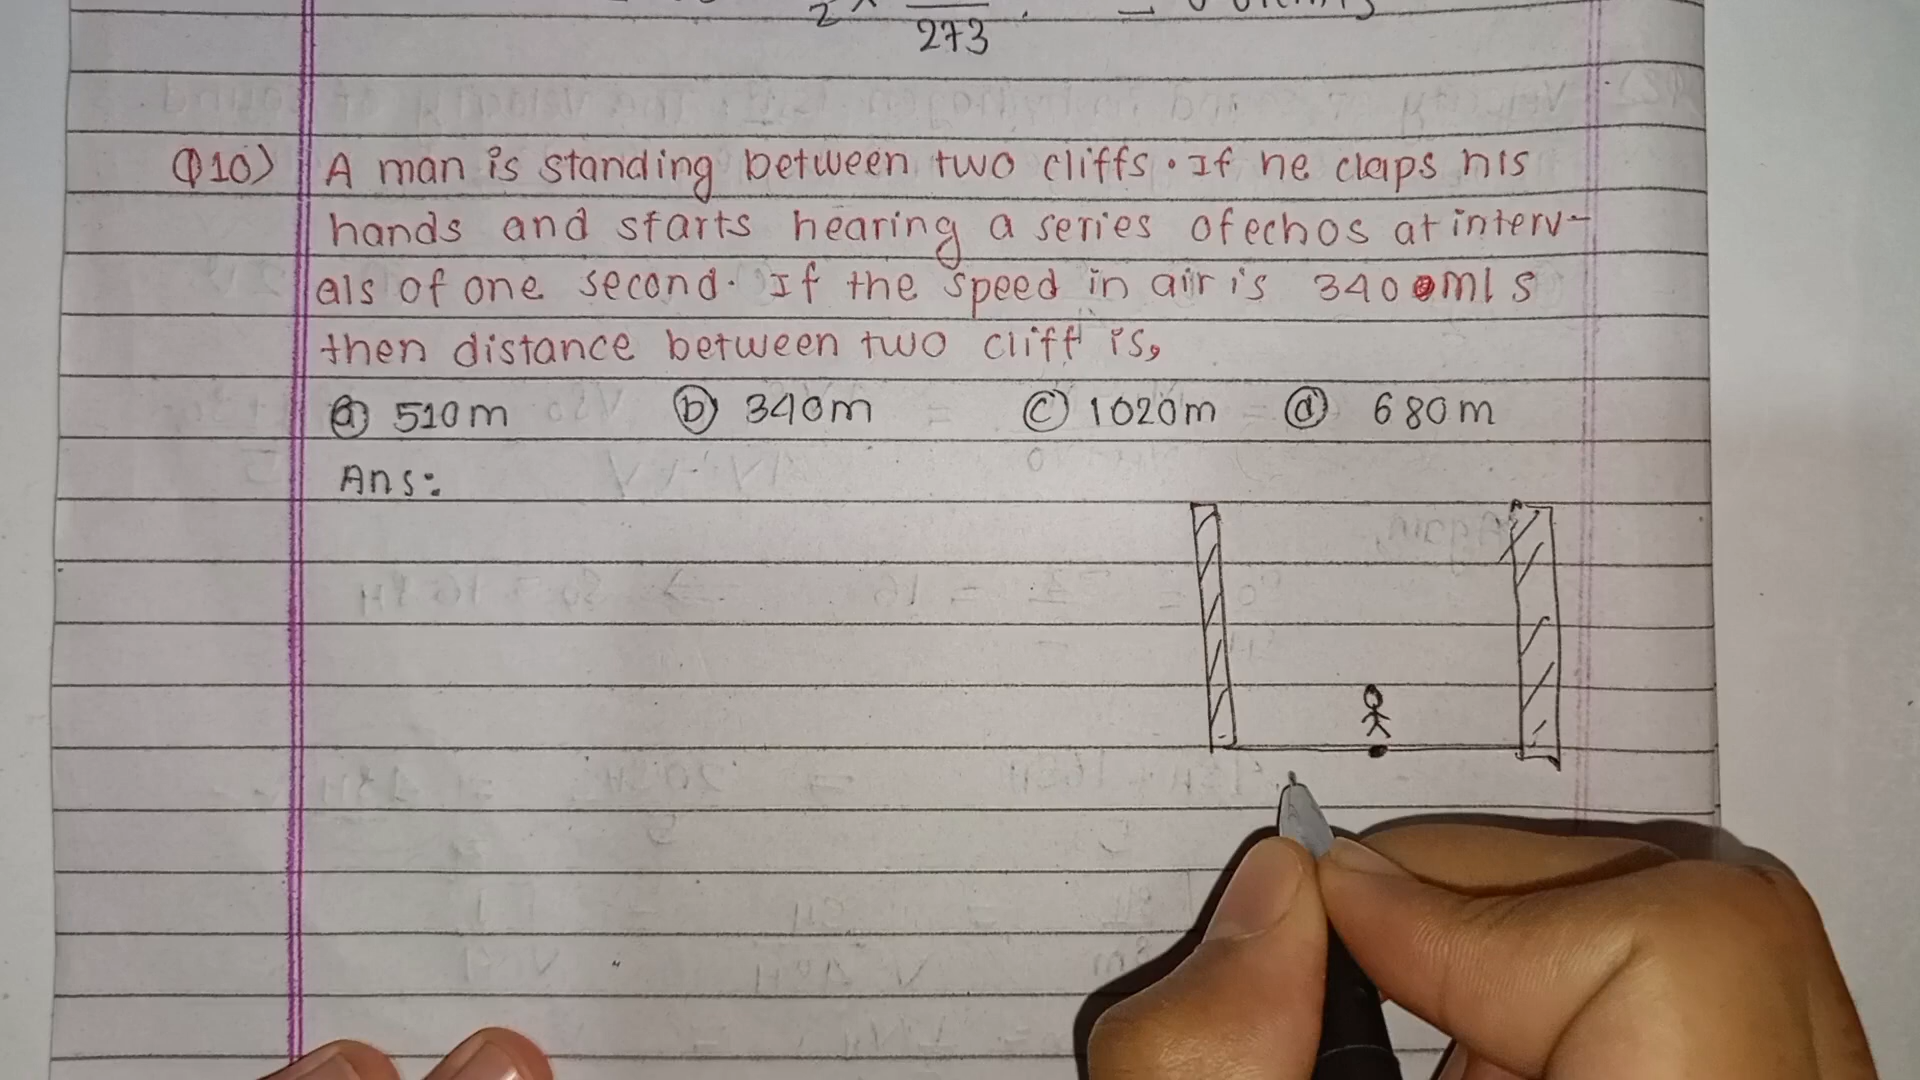 2 × 273
Q10) A man is standing between two cliffs. If he claps his
hands and starts hearing a series of echos at interv-
als of one second. If the speed in air is 340 m/s
then distance between two cliff is,
(a) 510m (b) 340m (c) 1020m (d) 680m
Ans: